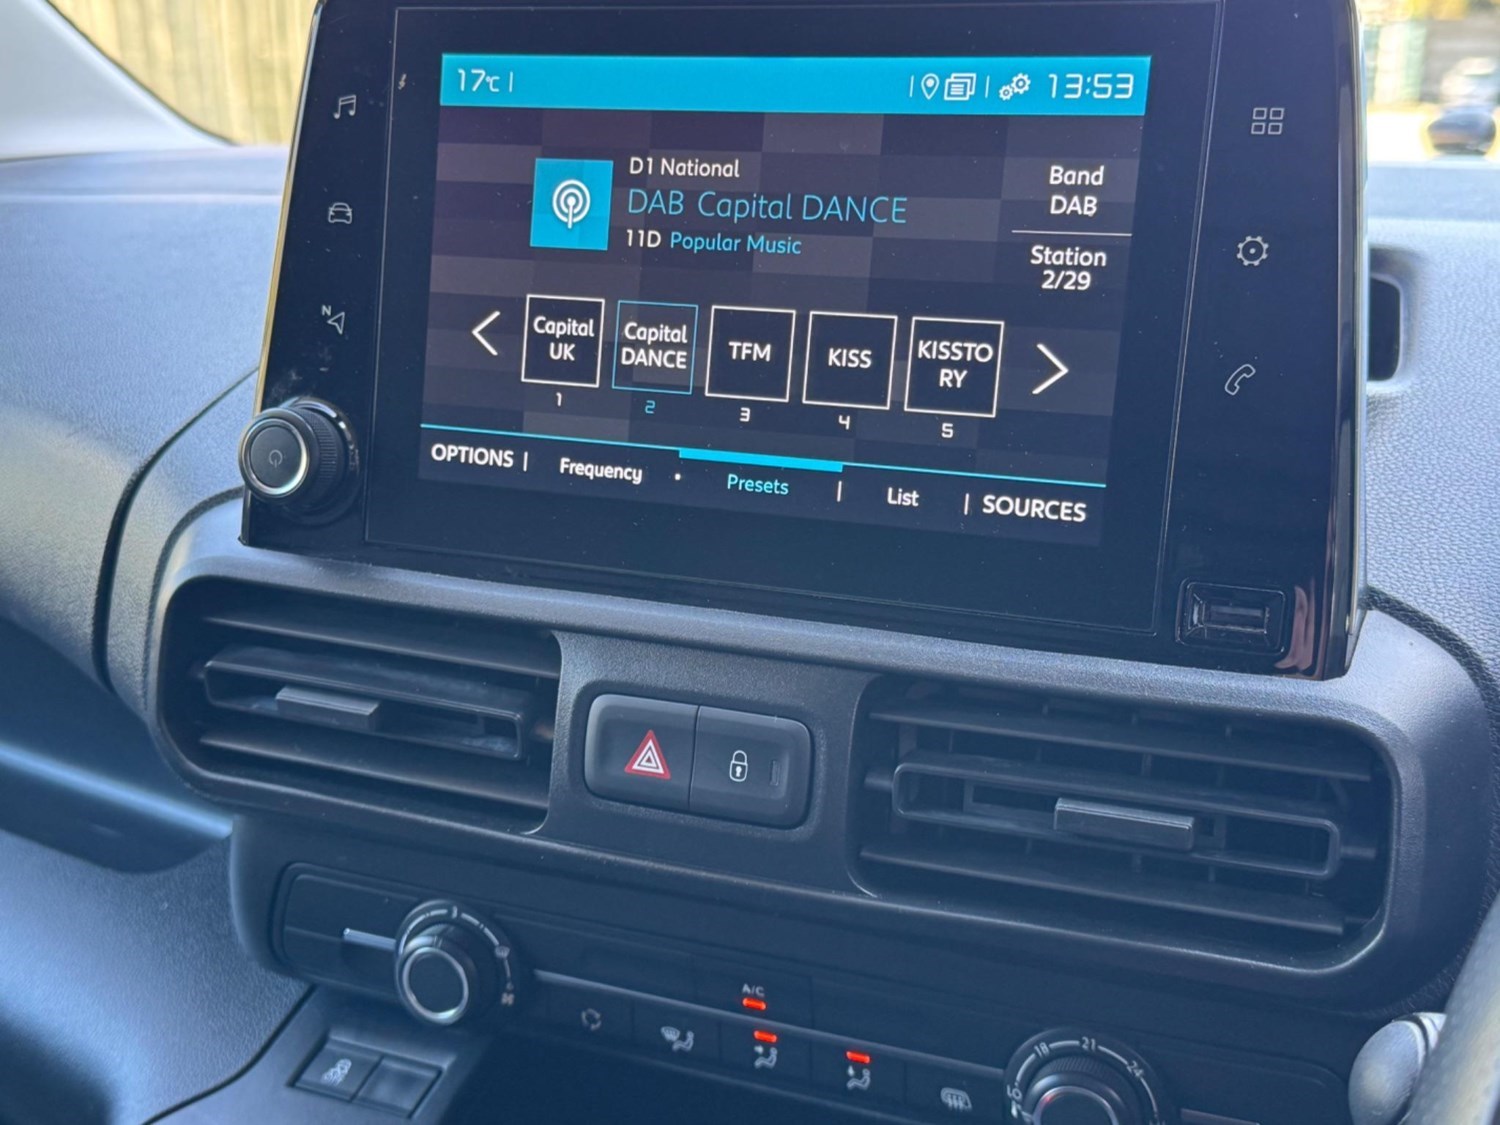 17°C
13:53
D1 National
DAB Capital DANCE
11D Popular Music
Band
DAB
Station
2/29
Capital
UK
Capital
DANCE
TFM
KISS
KISSTO
RY
1
2
3
4
5
OPTIONS
Frequency
Presets
List
SOURCES
N
A/C
18
21
24
LO